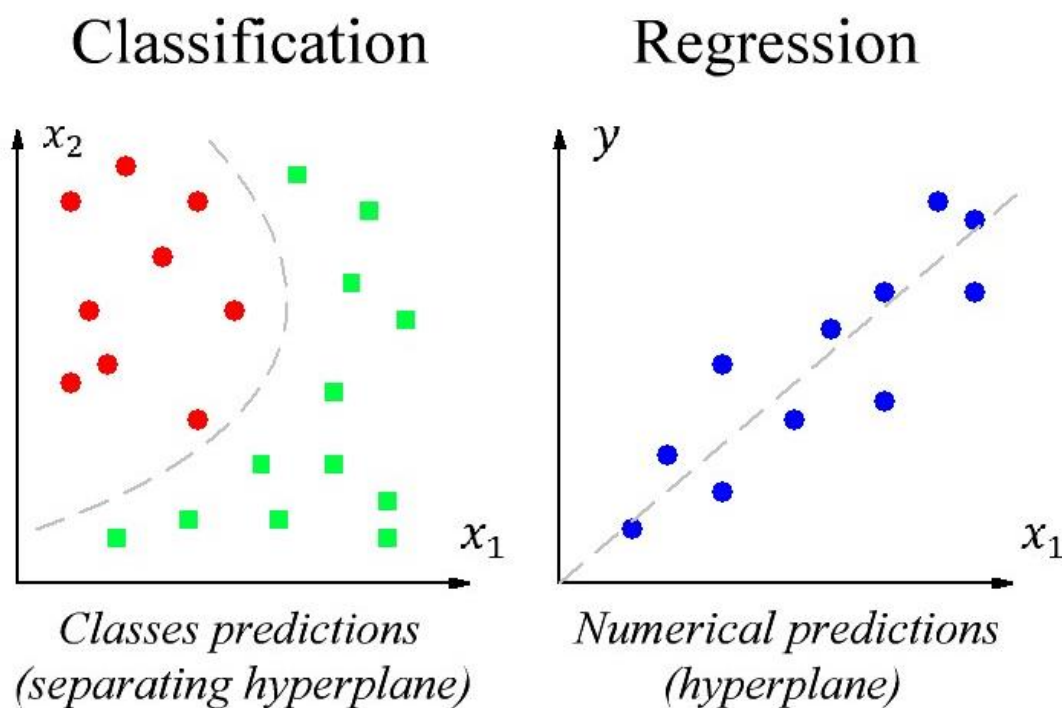 Classification
x₂
x₁
Classes predictions
(separating hyperplane)
Regression
y
x₁
Numerical predictions
(hyperplane)